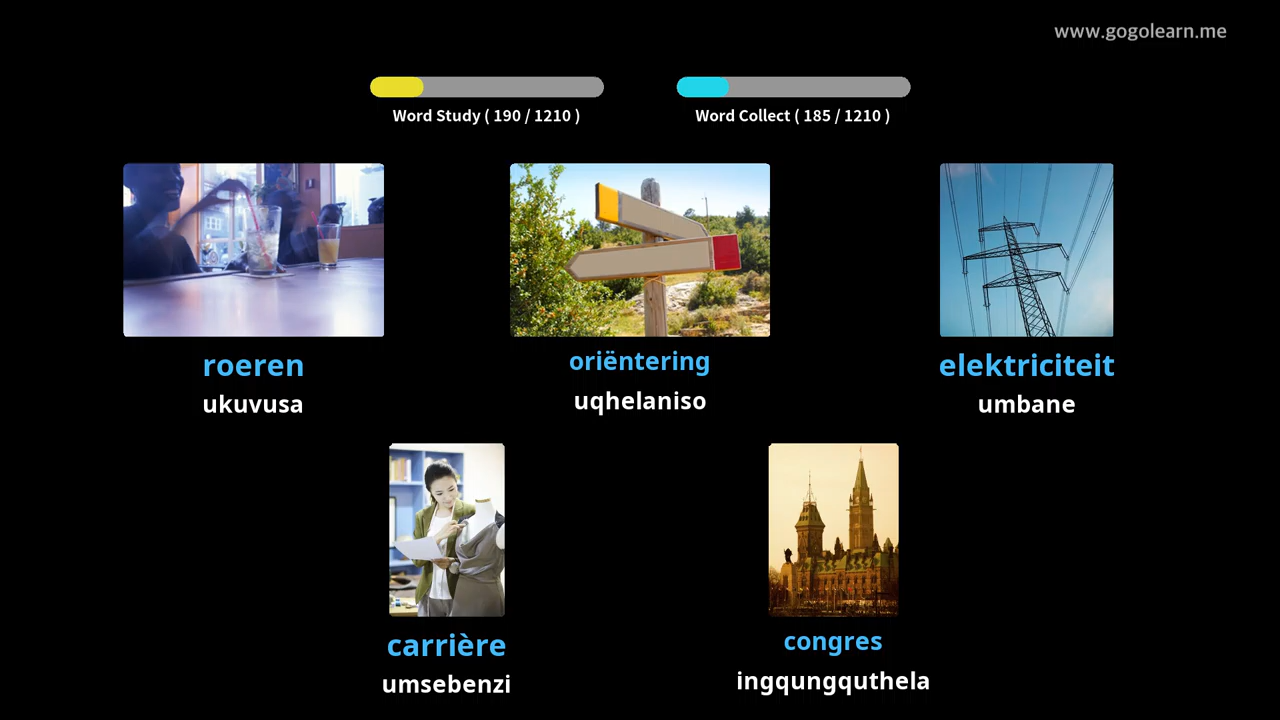 www.gogolearn.me
Word Study ( 190 / 1210 )
Word Collect ( 185 / 1210 )
roeren
ukuvusa
oriëntering
uqhelaniso
elektriciteit
umbane
carrière
umsebenzi
congres
ingqungquthela